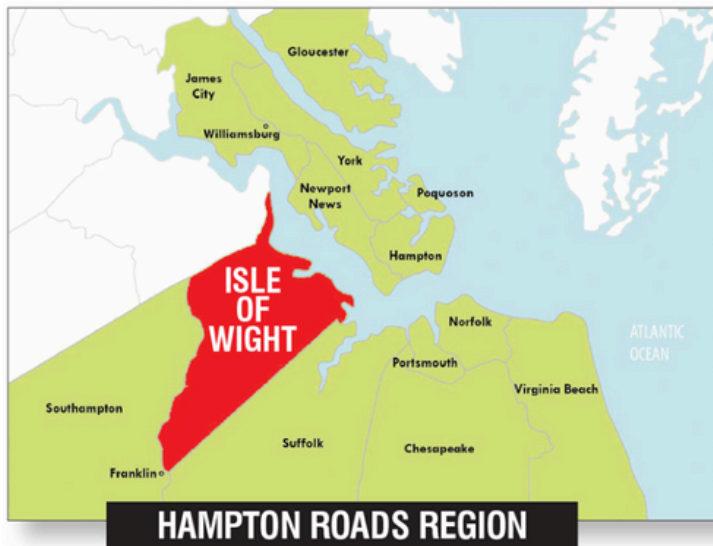 Gloucester
James
City
Williamsburg
York
Newport
News
Poquoson
Hampton
ISLE
OF
WIGHT
Norfolk
ATLANTIC
OCEAN
Portsmouth
Virginia Beach
Southampton
Suffolk
Chesapeake
Franklin
HAMPTON ROADS REGION